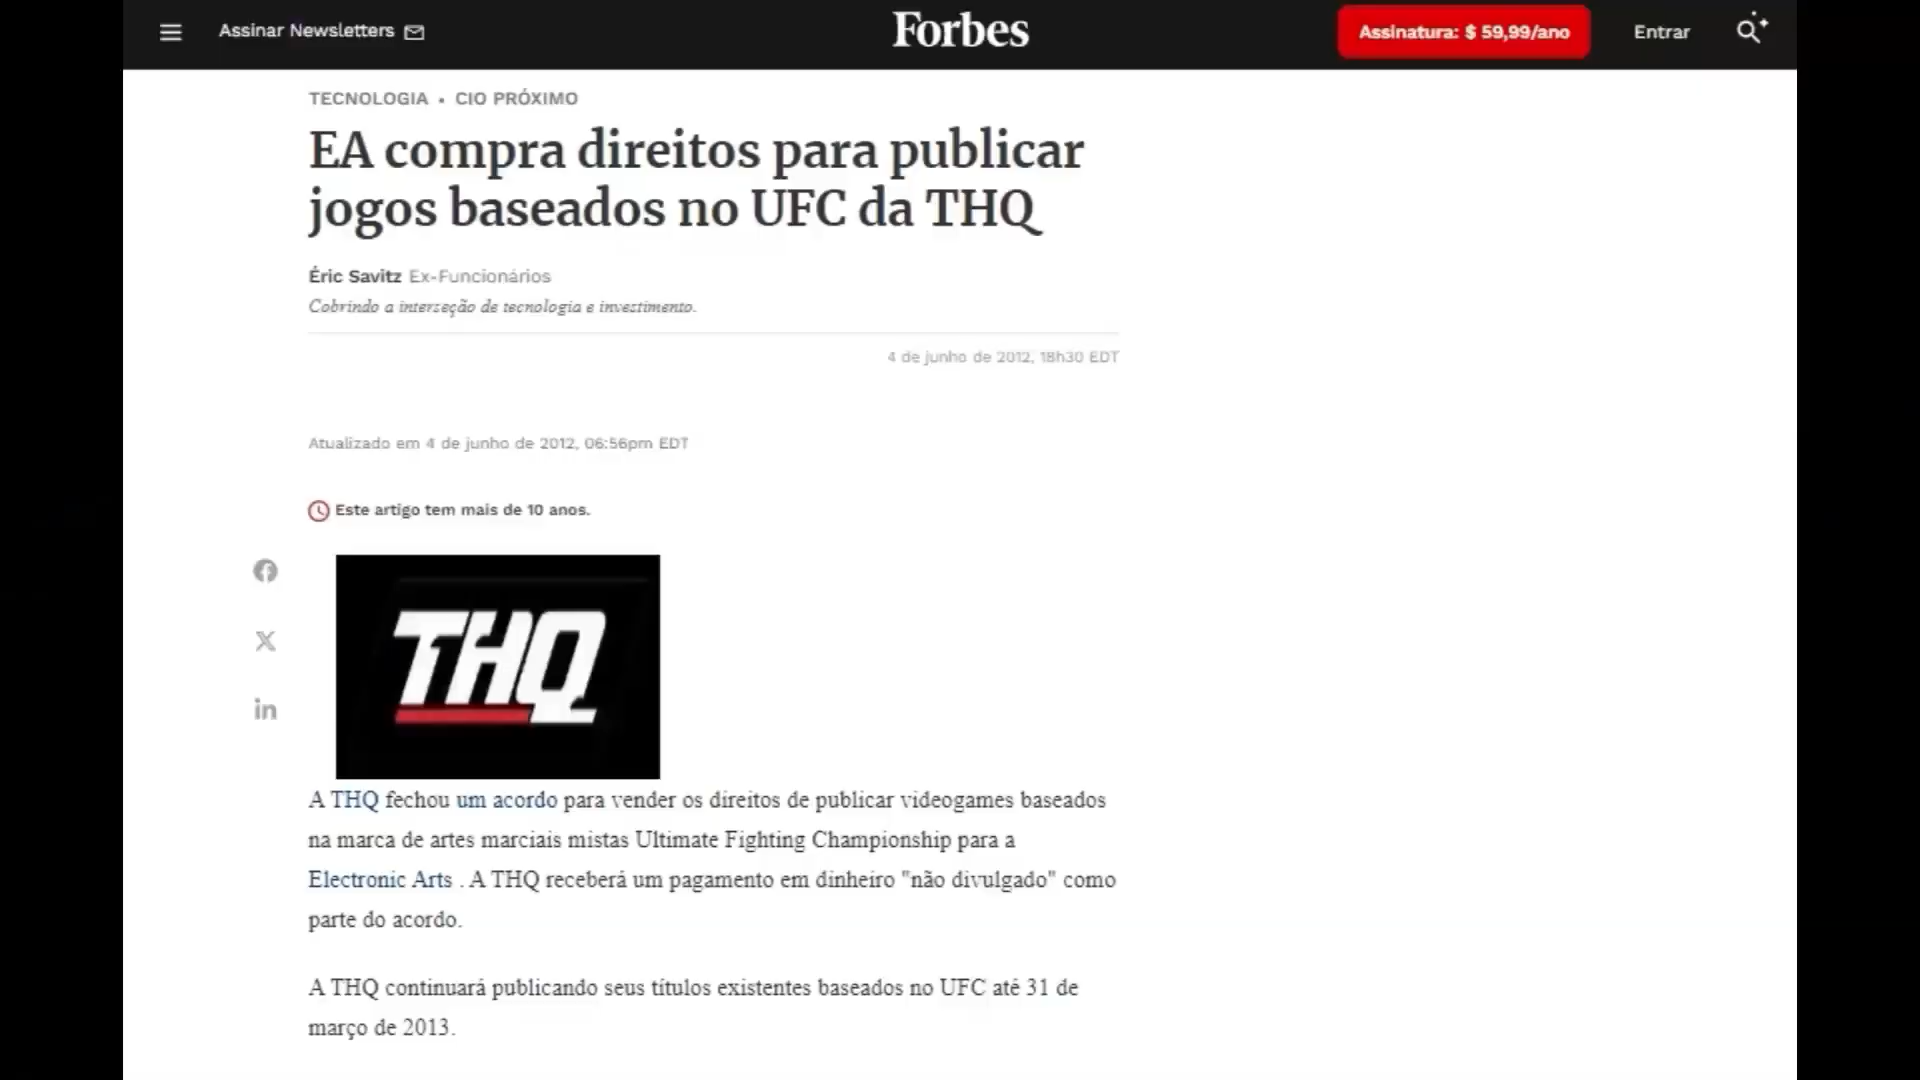 Assinar Newsletters
Forbes
Assinatura: $ 59,99/ano
Entrar
TECNOLOGIA • CIO PRÓXIMO
EA compra direitos para publicar
jogos baseados no UFC da THQ
Éric Savitz Ex-Funcionários
Cobrindo a interseção de tecnologia e investimento.
4 de junho de 2012, 18h30 EDT
Atualizado em 4 de junho de 2012, 06:56pm EDT
Este artigo tem mais de 10 anos.
THQ
A THQ fechou um acordo para vender os direitos de publicar videogames baseados
na marca de artes marciais mistas Ultimate Fighting Championship para a
Electronic Arts . A THQ receberá um pagamento em dinheiro "não divulgado" como
parte do acordo.
A THQ continuará publicando seus títulos existentes baseados no UFC até 31 de
março de 2013.